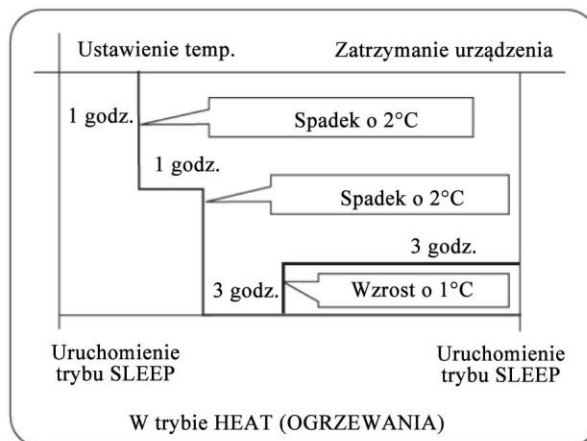 Ustawienie temp.
Zatrzymanie urządzenia
1 godz.
Spadek o 2°C
1 godz.
Spadek o 2°C
3 godz.
3 godz.
Wzrost o 1°C
Uruchomienie
trybu SLEEP
Uruchomienie
trybu SLEEP
W trybie HEAT (OGRZEWANIA)